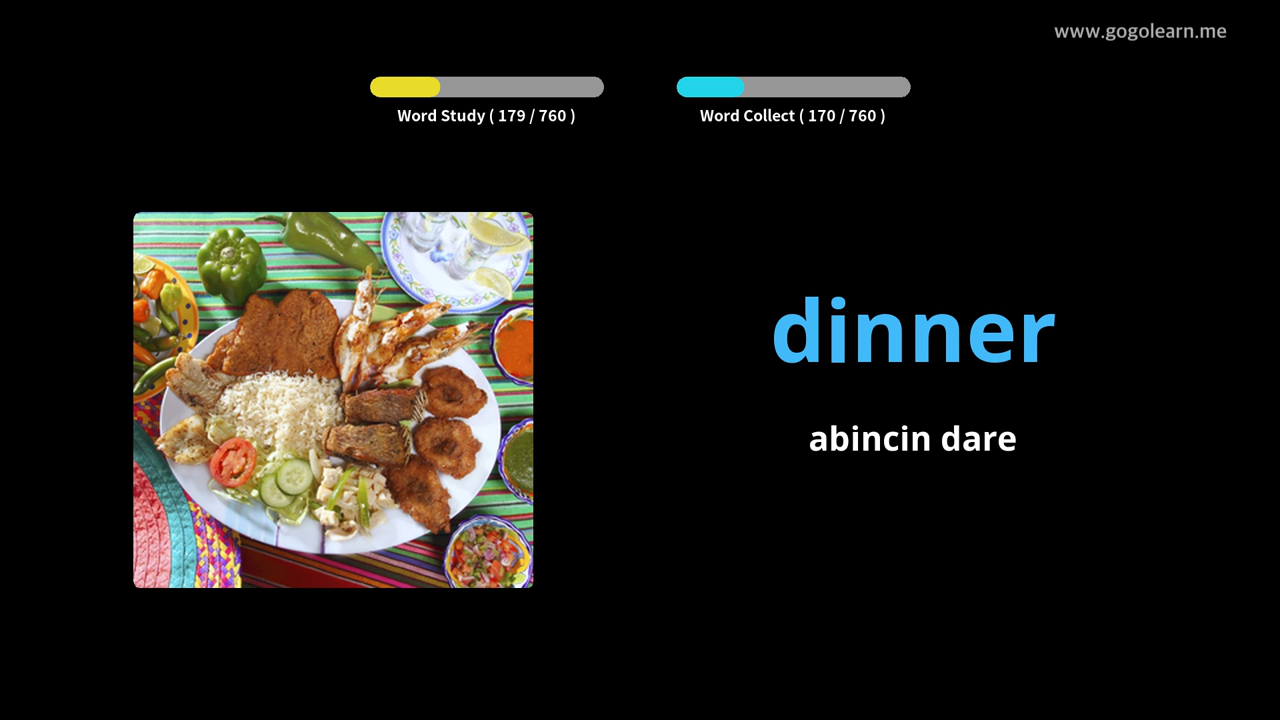 www.gogolearn.me
Word Study ( 179 / 760 )
Word Collect ( 170 / 760 )
dinner
abincin dare